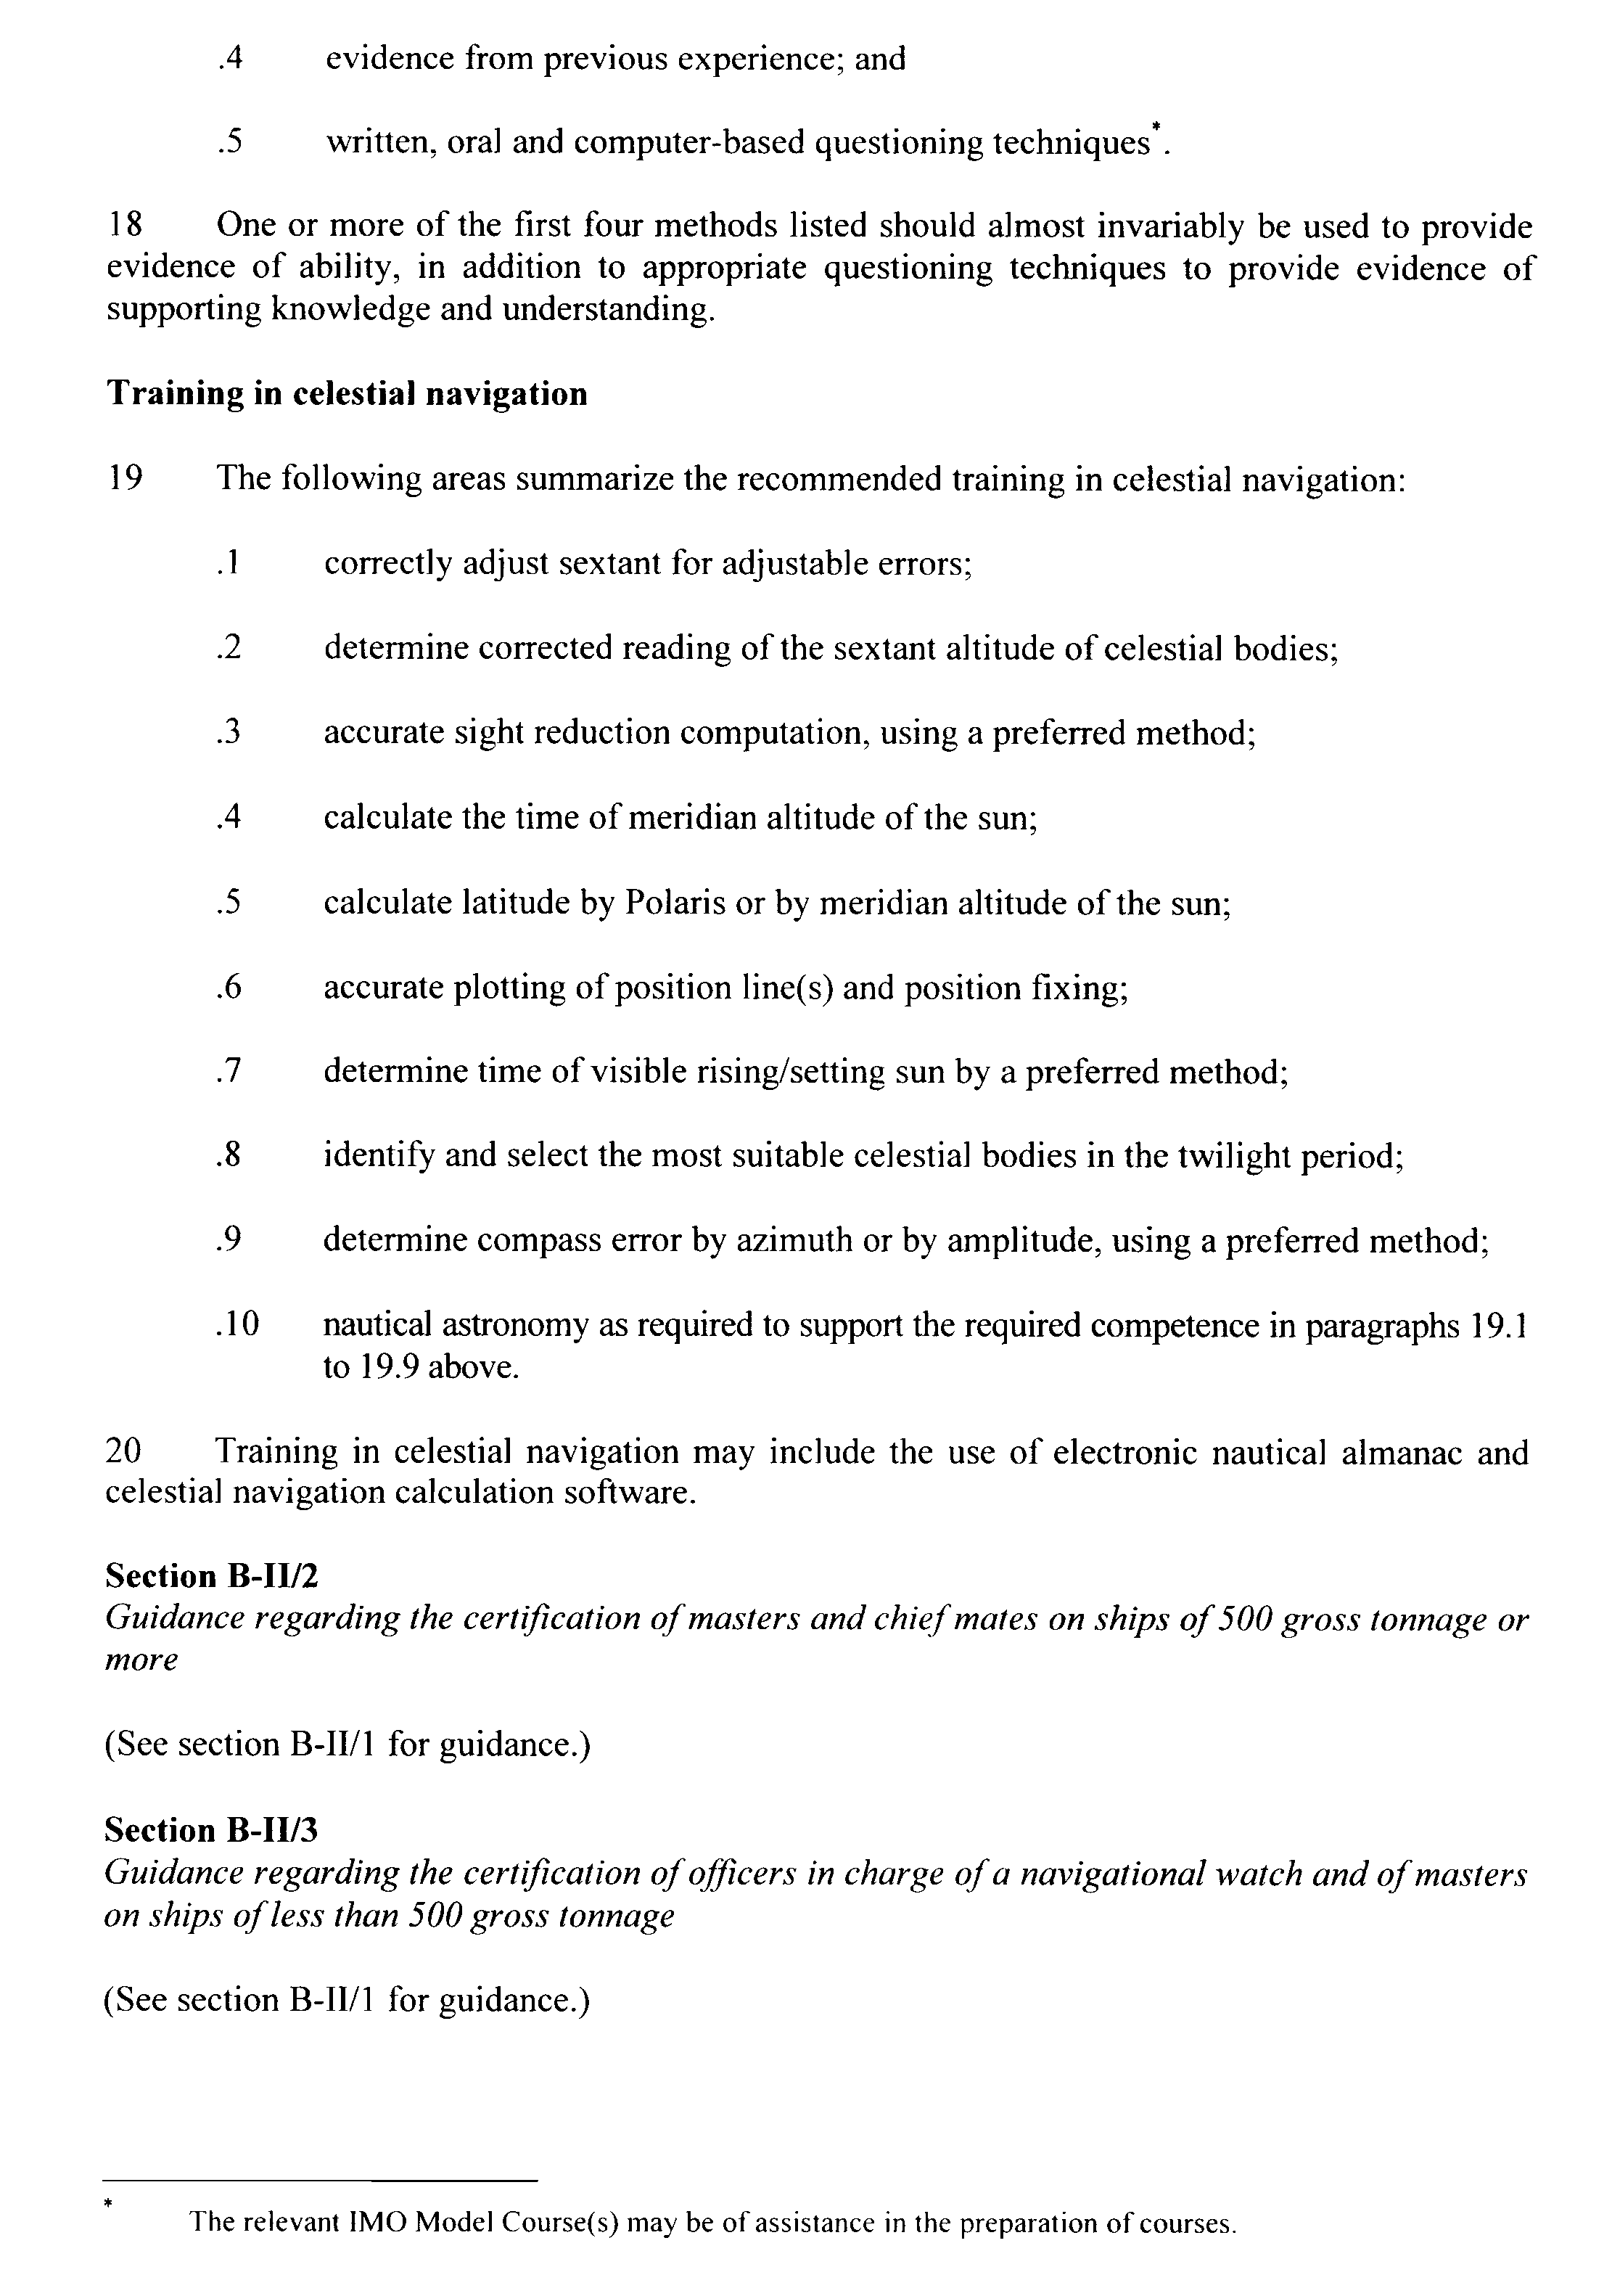 .4 evidence from previous experience; and
.5 written, oral and computer-based questioning techniques*.
18 One or more of the first four methods listed should almost invariably be used to provide
evidence of ability, in addition to appropriate questioning techniques to provide evidence of
supporting knowledge and understanding.
Training in celestial navigation
19 The following areas summarize the recommended training in celestial navigation:
.1 correctly adjust sextant for adjustable errors;
.2 determine corrected reading of the sextant altitude of celestial bodies;
.3 accurate sight reduction computation, using a preferred method;
.4 calculate the time of meridian altitude of the sun;
.5 calculate latitude by Polaris or by meridian altitude of the sun;
.6 accurate plotting of position line(s) and position fixing;
.7 determine time of visible rising/setting sun by a preferred method;
.8 identify and select the most suitable celestial bodies in the twilight period;
.9 determine compass error by azimuth or by amplitude, using a preferred method;
.10 nautical astronomy as required to support the required competence in paragraphs 19.1
to 19.9 above.
20 Training in celestial navigation may include the use of electronic nautical almanac and
celestial navigation calculation software.
Section B-II/2
Guidance regarding the certification of masters and chief mates on ships of 500 gross tonnage or
more
(See section B-II/1 for guidance.)
Section B-II/3
Guidance regarding the certification of officers in charge of a navigational watch and of masters
on ships of less than 500 gross tonnage
(See section B-II/1 for guidance.)
* The relevant IMO Model Course(s) may be of assistance in the preparation of courses.